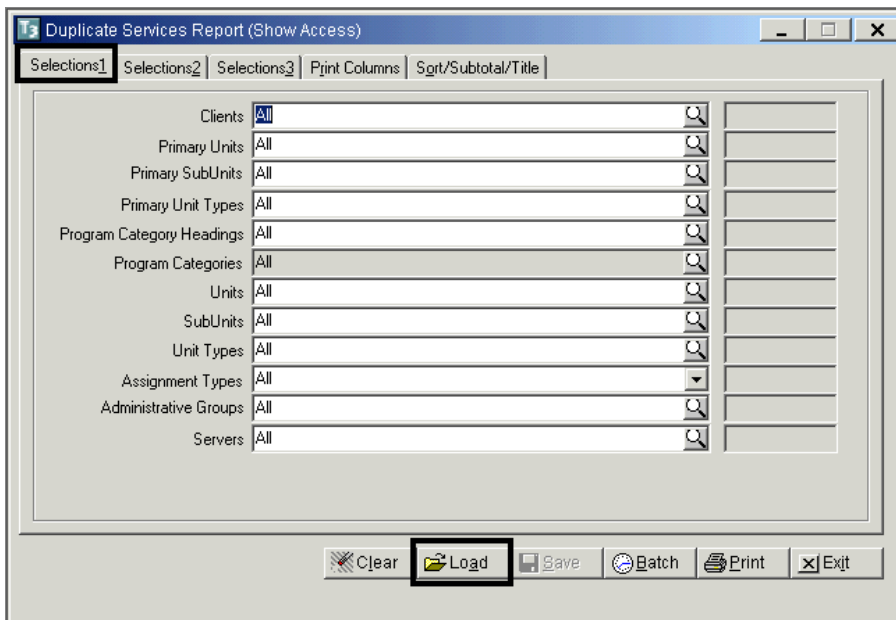 T3 Duplicate Services Report (Show Access)
Selections1 Selections2 Selections3 Print Columns Sort/Subtotal/Title
Clients All
Primary Units All
Primary SubUnits All
Primary Unit Types All
Program Category Headings All
Program Categories All
Units All
SubUnits All
Unit Types All
Assignment Types All
Administrative Groups All
Servers All
Clear Load Save Batch Print Exit